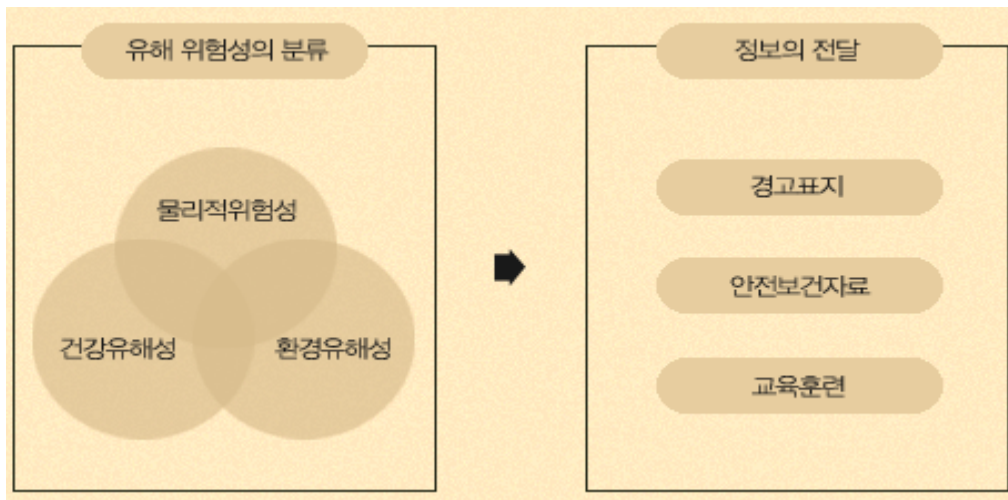 유해 위험성의 분류
물리적위험성
건강유해성
환경유해성
정보의 전달
경고표지
안전보건자료
교육훈련